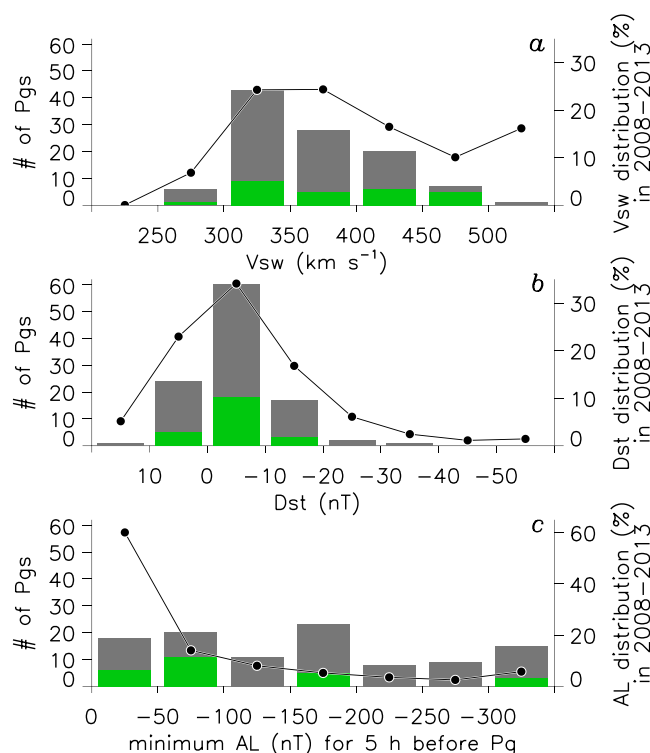 a
60
50
40
30
20
10
0
# of Pgs
30
20
10
0
Vsw distribution (%)
in 2008−2013
250 300 350 400 450 500
Vsw (km s⁻¹)
b
60
50
40
30
20
10
0
# of Pgs
30
20
10
0
Dst distribution (%)
in 2008−2013
10 0 −10 −20 −30 −40 −50
Dst (nT)
c
60
50
40
30
20
10
0
# of Pgs
60
40
20
0
AL distribution (%)
in 2008−2013
0 −50 −100 −150 −200 −250 −300
minimum AL (nT) for 5 h before Pg